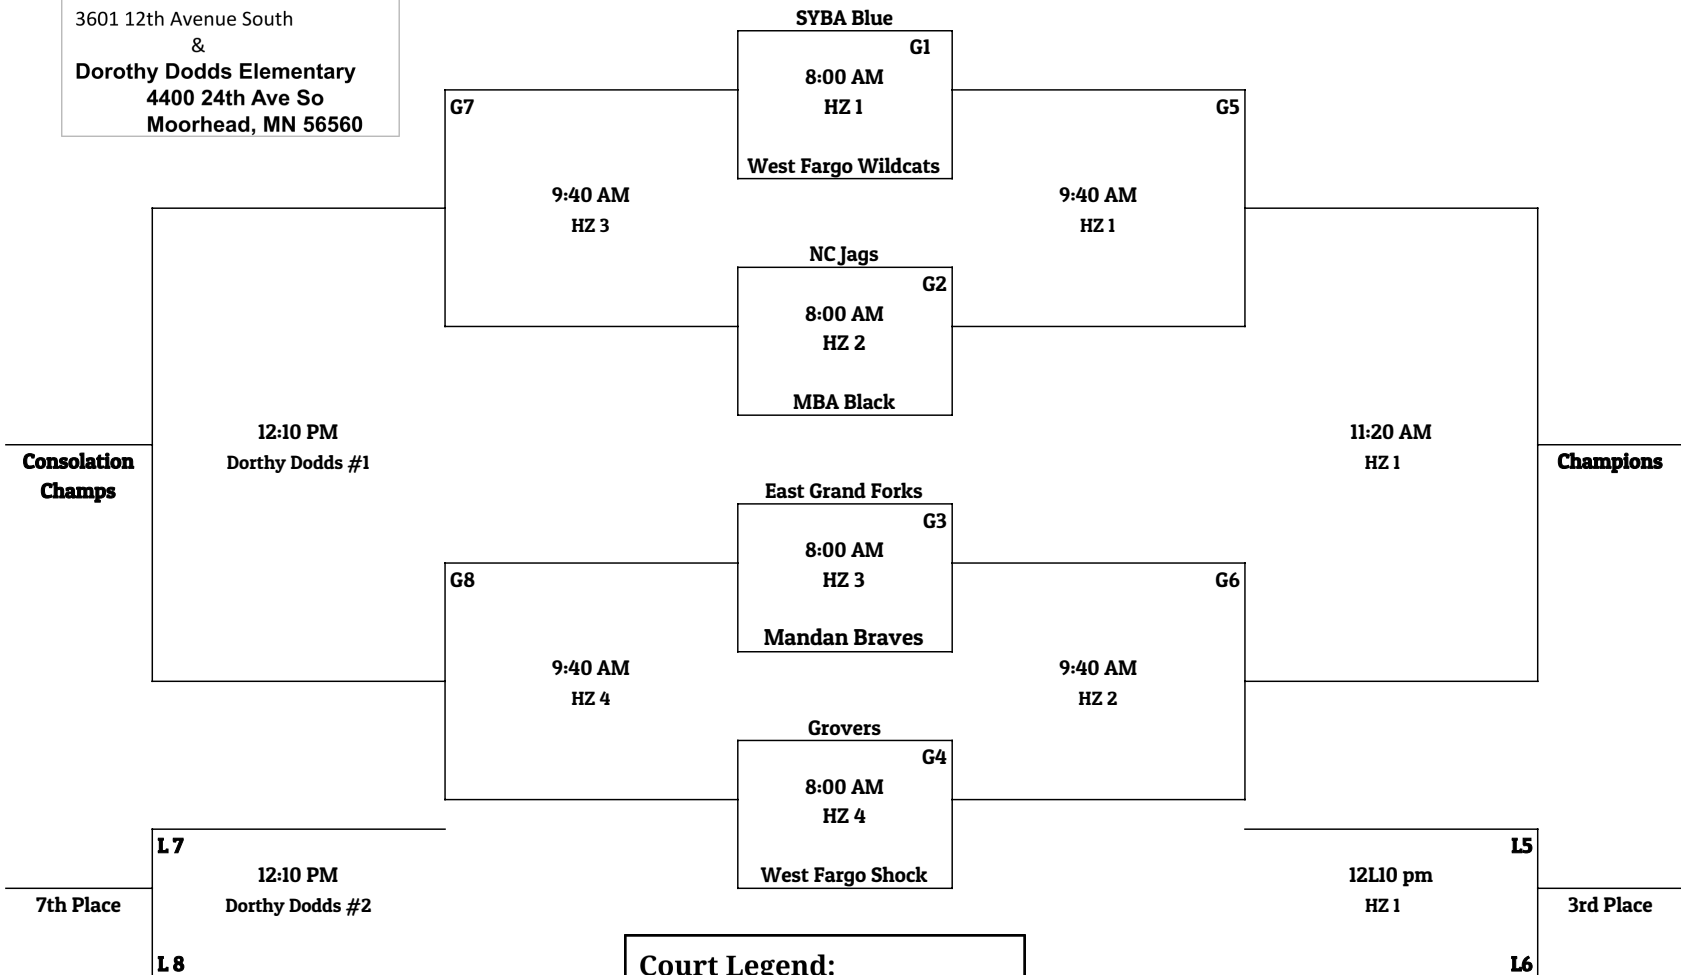 3601 12th Avenue South
&
Dorothy Dodds Elementary
4400 24th Ave So
Moorhead, MN 56560
SYBA Blue
G1
8:00 AM
HZ 1
West Fargo Wildcats
G7
9:40 AM
HZ 3
G5
9:40 AM
HZ 1
NC Jags
G2
8:00 AM
HZ 2
MBA Black
12:10 PM
Dorthy Dodds #1
Consolation
Champs
11:20 AM
HZ 1
Champions
East Grand Forks
G3
8:00 AM
HZ 3
Mandan Braves
G8
9:40 AM
HZ 4
G6
9:40 AM
HZ 2
Grovers
G4
8:00 AM
HZ 4
West Fargo Shock
L 7
12:10 PM
Dorthy Dodds #2
7th Place
L 8
L5
12L10 pm
HZ 1
3rd Place
L6
Court Legend: